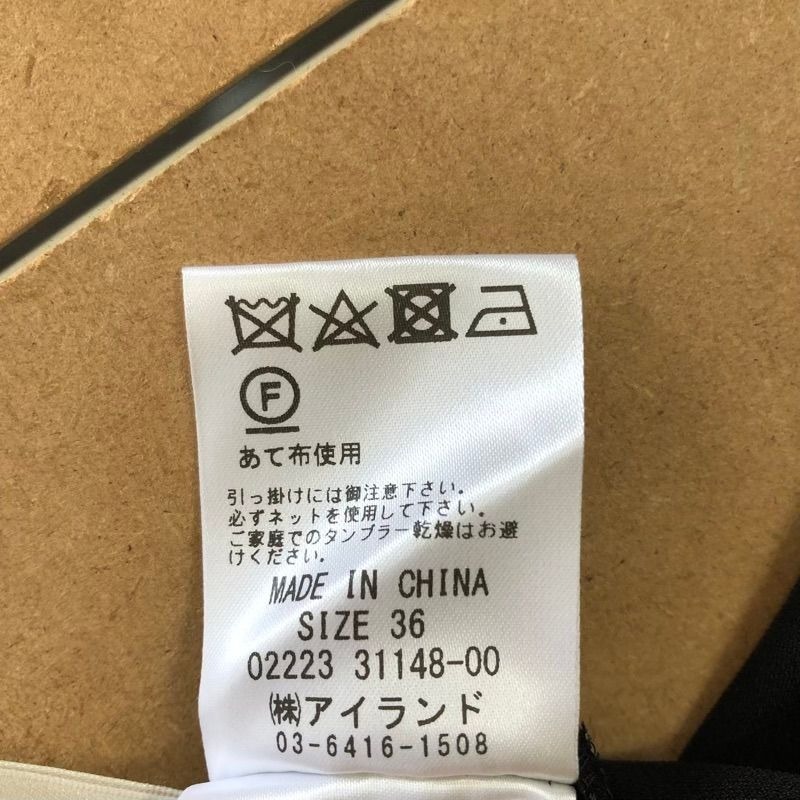 F
あて布使用
引っ掛けには御注意下さい。
必ずネットを使用して下さい。
ご家庭でのタンブラー乾燥はお避
けください。
MADE IN CHINA
SIZE 36
02223 31148-00
㈱アイランド
03-6416-1508